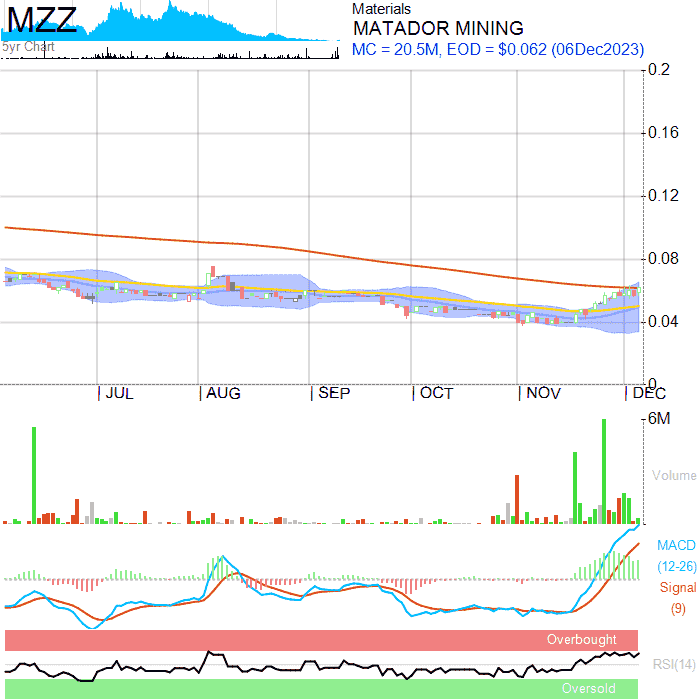 MZZ
5yr Chart
Materials
MATADOR MINING
MC = 20.5M, EOD = $0.062 (06Dec2023)
0.2
0.16
0.12
0.08
0.04
0
JUL AUG SEP OCT NOV DEC
6M
Volume
MACD
(12-26)
Signal
(9)
Overbought
RSI(14)
Oversold